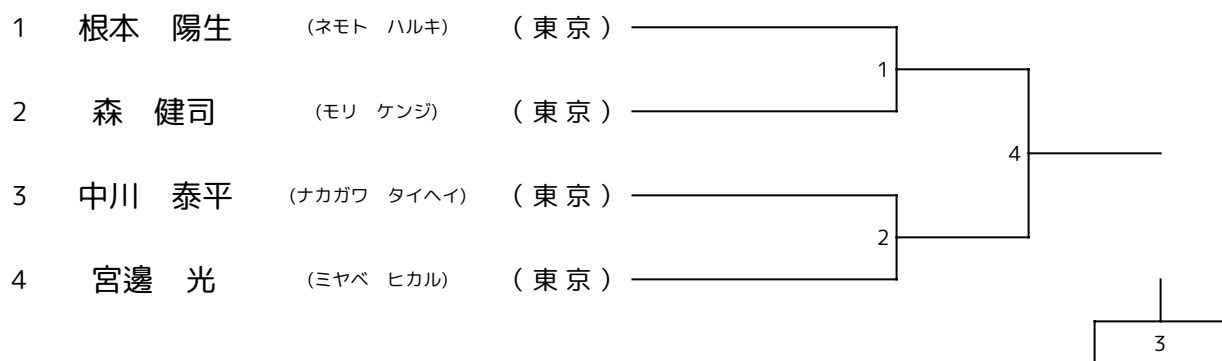 1 根本　陽生 (ネモト　ハルキ) ( 東 京 )
1
2 森　健司 (モリ　ケンジ) ( 東 京 )
4
3 中川　泰平 (ナカガワ　タイヘイ) ( 東 京 )
2
4 宮邊　光 (ミヤベ　ヒカル) ( 東 京 )
3